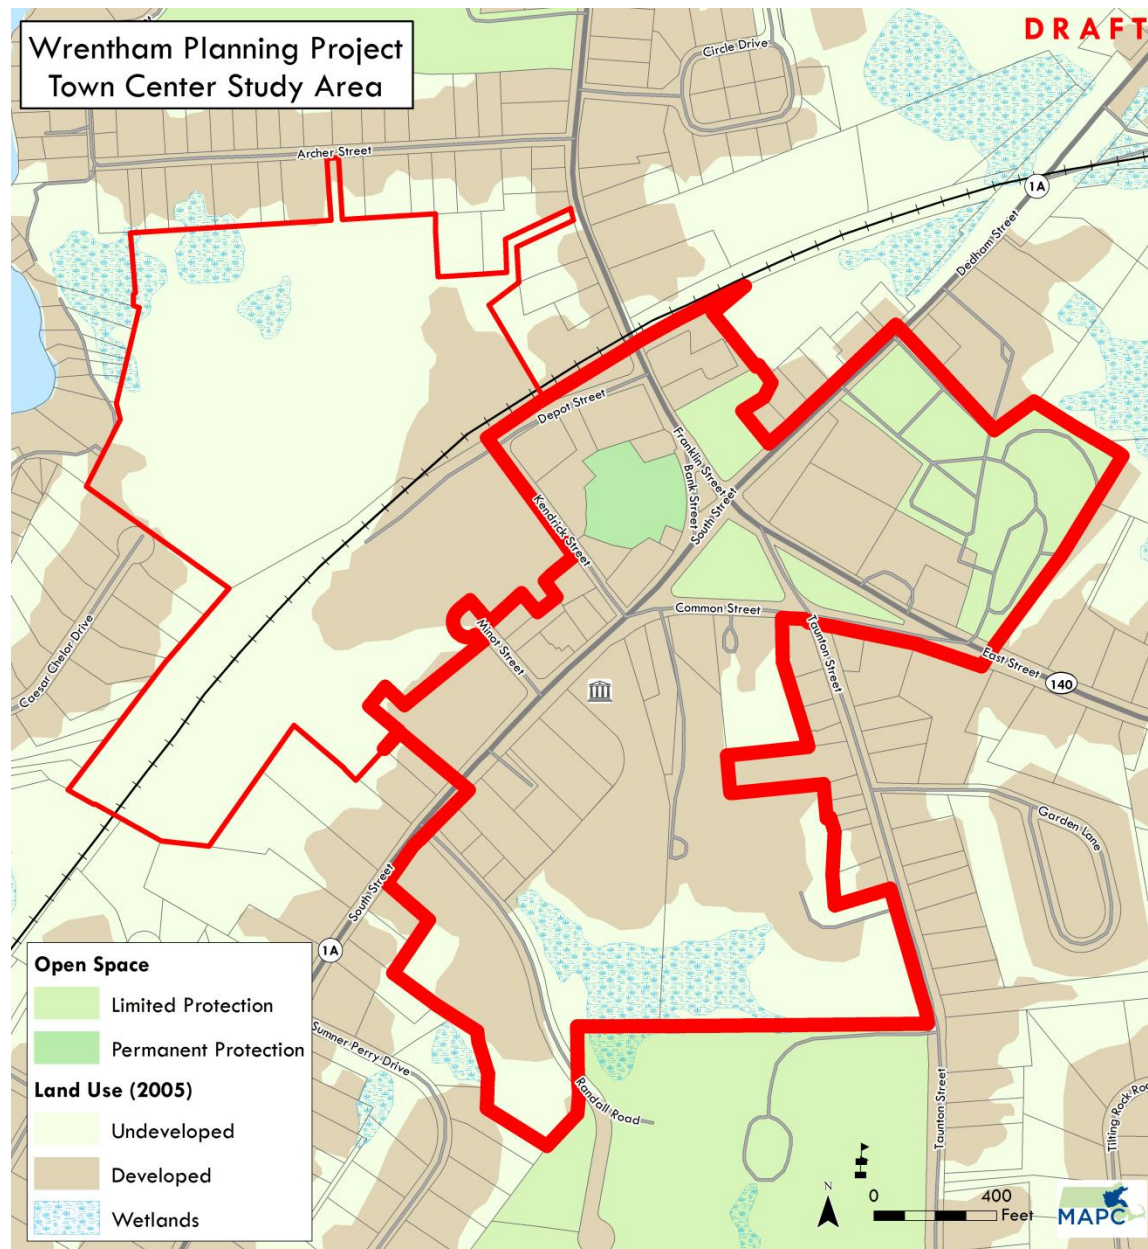 Wrentham Planning Project
Town Center Study Area
DRAFT
Circle Drive
Archer Street
1A
Dedham Street
Depot Street
Franklin Street
Bank Street
South Street
Kendrick Street
Common Street
Minot Street
Taunton Street
East Street
140
Caesar Chelor Drive
Garden Lane
South Street
1A
Sumner Perry Drive
Randall Road
Taunton Street
Tilting Rock Ro
Open Space
Limited Protection
Permanent Protection
Land Use (2005)
Undeveloped
Developed
Wetlands
N
0 400
Feet
MAPC